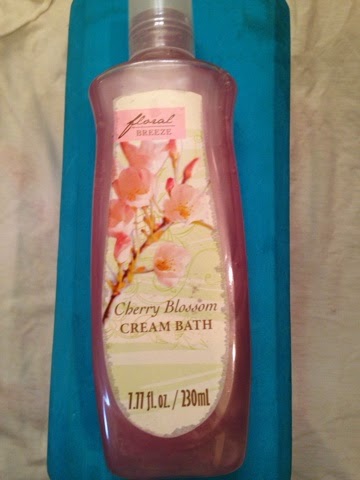 floral
BREEZE
Cherry Blossom
CREAM BATH
7.77 fl. oz. / 230ml